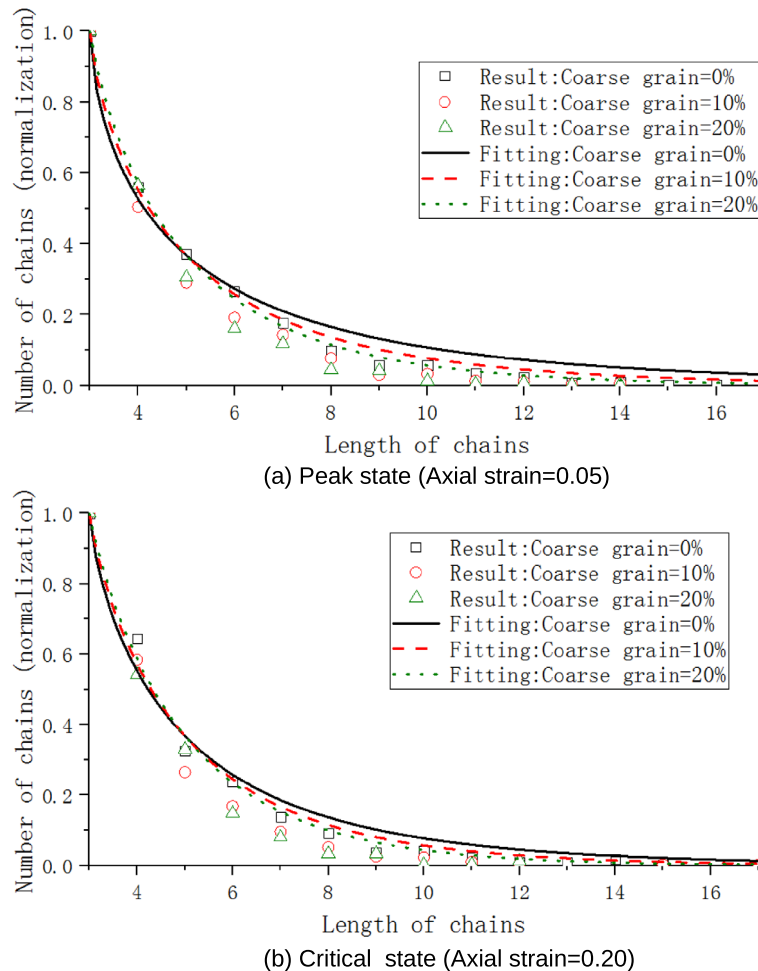 1.0
0.8
0.6
0.4
0.2
0.0
Number of chains (normalization)
Result:Coarse grain=0%
Result:Coarse grain=10%
Result:Coarse grain=20%
Fitting:Coarse grain=0%
Fitting:Coarse grain=10%
Fitting:Coarse grain=20%
4 6 8 10 12 14 16
Length of chains
(a) Peak state (Axial strain=0.05)
1.0
0.8
0.6
0.4
0.2
0.0
Number of chains (normalization)
Result:Coarse grain=0%
Result:Coarse grain=10%
Result:Coarse grain=20%
Fitting:Coarse grain=0%
Fitting:Coarse grain=10%
Fitting:Coarse grain=20%
4 6 8 10 12 14 16
Length of chains
(b) Critical state (Axial strain=0.20)